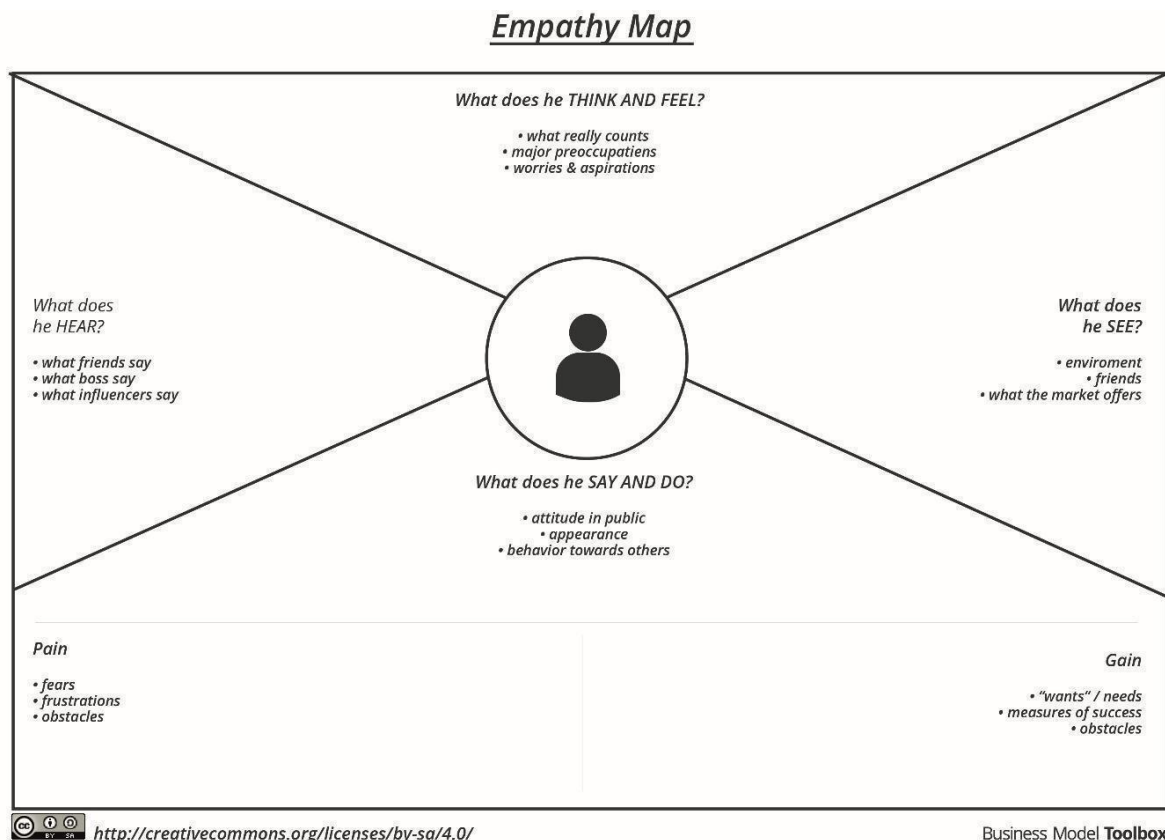 Empathy Map
What does he THINK AND FEEL?
• what really counts
• major preoccupatiens
• worries & aspirations
What does
he HEAR?
• what friends say
• what boss say
• what influencers say
What does
he SEE?
• enviroment
• friends
• what the market offers
What does he SAY AND DO?
• attitude in public
• appearance
• behavior towards others
Pain
• fears
• frustrations
• obstacles
Gain
• “wants” / needs
• measures of success
• obstacles
cc BY SA
http://creativecommons.org/licenses/by-sa/4.0/
Business Model Toolbox